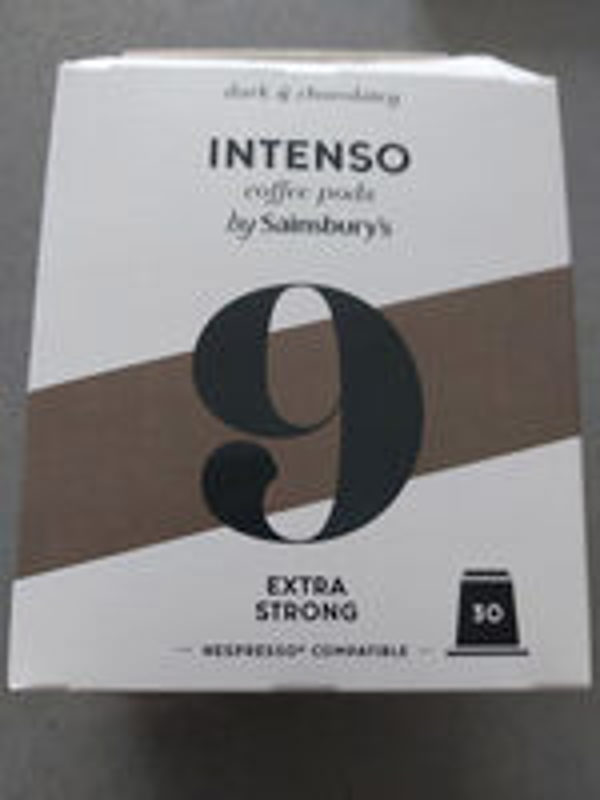 dark & chocolatey
INTENSO
coffee pods
by Sainsbury's
9
EXTRA
STRONG
30
NESPRESSO® COMPATIBLE